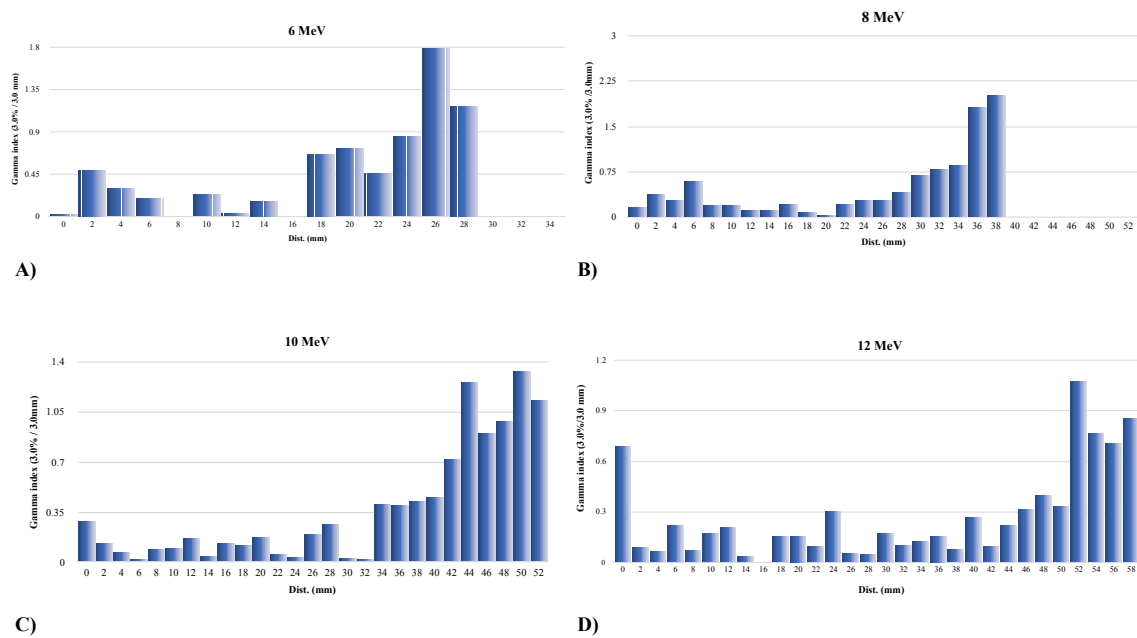 6 MeV
Gamma index (3.0% / 3.0 mm)
1.8
1.35
0.9
0.45
0
0 2 4 6 8 10 12 14 16 18 20 22 24 26 28 30 32 34
Dist. (mm)
A)
8 MeV
Gamma index (3.0% /3.0mm)
3
2.25
1.5
0.75
0
0 2 4 6 8 10 12 14 16 18 20 22 24 26 28 30 32 34 36 38 40 42 44 46 48 50 52
Dist. (mm)
B)
10 MeV
Gamma index (3.0% / 3.0mm)
1.4
1.05
0.7
0.35
0
0 2 4 6 8 10 12 14 16 18 20 22 24 26 28 30 32 34 36 38 40 42 44 46 48 50 52
Dist. (mm)
C)
12 MeV
Gamma index (3.0%/3.0 mm)
1.2
0.9
0.6
0.3
0
0 2 4 6 8 10 12 14 16 18 20 22 24 26 28 30 32 34 36 38 40 42 44 46 48 50 52 54 56 58
Dist. (mm)
D)